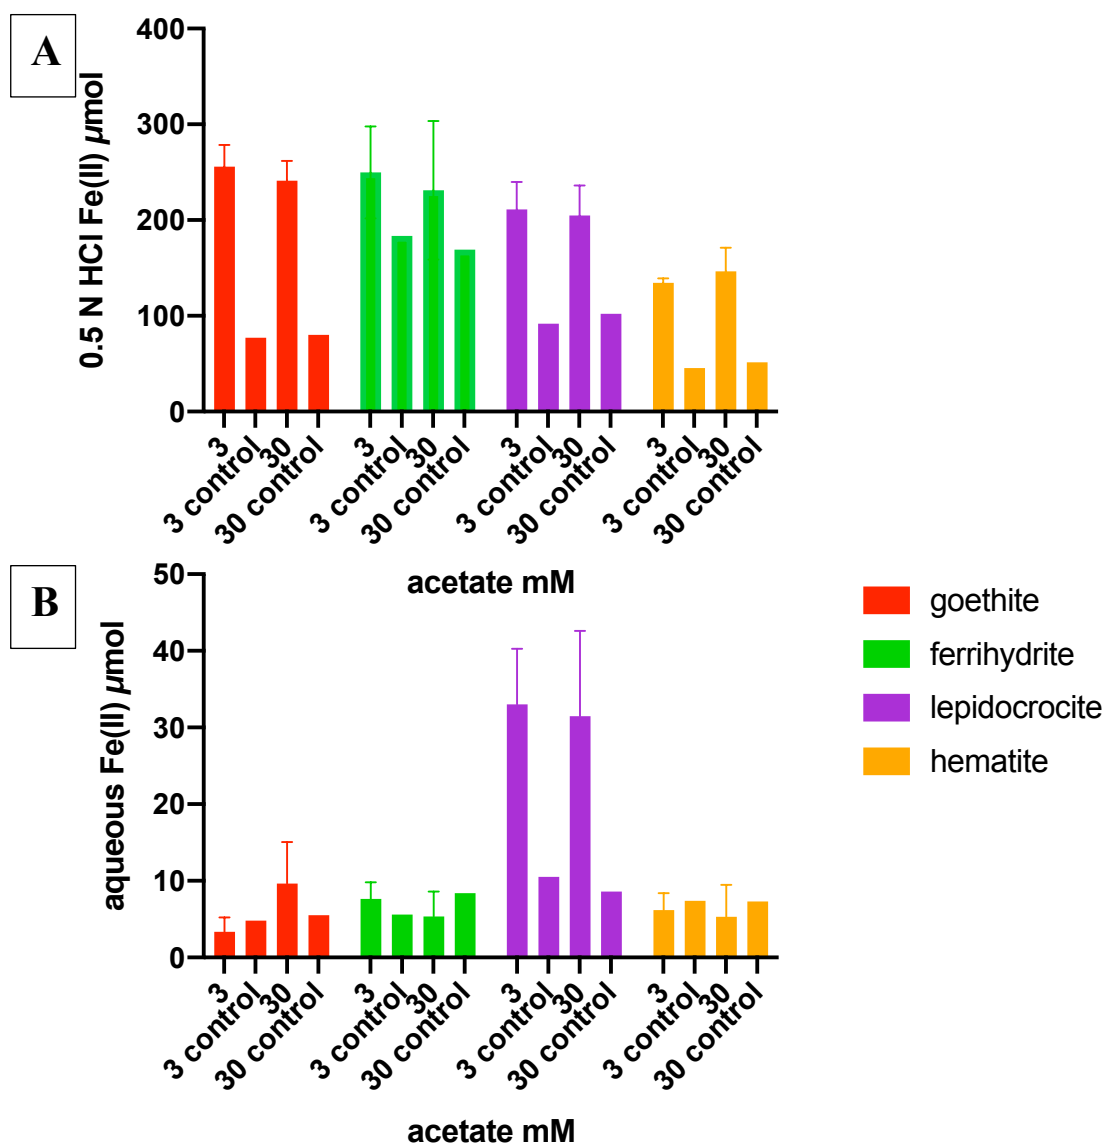 A
0.5 N HCl Fe(II) µmol
400
300
200
100
0
3
3 control
30
30 control
3
3 control
30
30 control
3
3 control
30
30 control
3
3 control
30
30 control
acetate mM
B
aqueous Fe(II) µmol
50
40
30
20
10
0
3
3 control
30
30 control
3
3 control
30
30 control
3
3 control
30
30 control
3
3 control
30
30 control
acetate mM
goethite
ferrihydrite
lepidocrocite
hematite